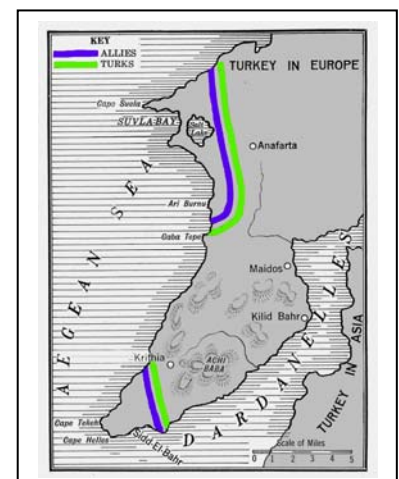 KEY
ALLIES
TURKS
TURKEY IN EUROPE
Cape Suvla
SUVLA BAY
Salt
Lake
Anafarta
Ari Burnu
Gaba Tepe
AEGEAN SEA
Maidos
Kilid Bahr
Krithia
ACHI
BABA
DARDANELLES
TURKEY IN ASIA
Cape Tekeh
Cape Helles
Sidd El Bahr
Scale of Miles
0 1 2 3 4 5